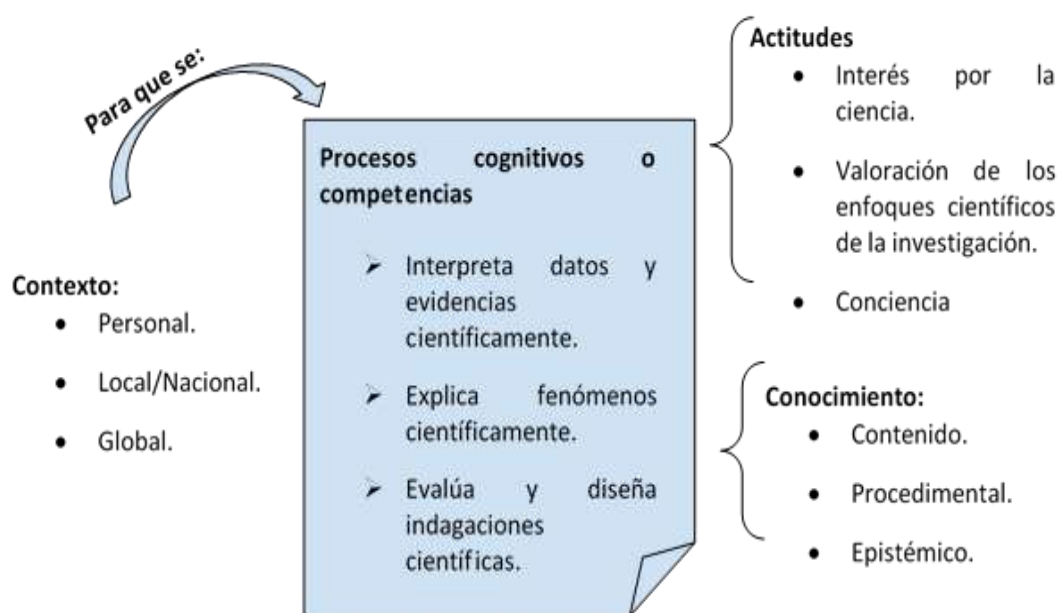 Para que se:
Contexto:
• Personal.
• Local/Nacional.
• Global.
Procesos cognitivos o
competencias
➢ Interpreta datos y
evidencias
científicamente.
➢ Explica fenómenos
científicamente.
➢ Evalúa y diseña
indagaciones
científicas.
Actitudes
• Interés por la
ciencia.
• Valoración de los
enfoques científicos
de la investigación.
• Conciencia
Conocimiento:
• Contenido.
• Procedimental.
• Epistémico.